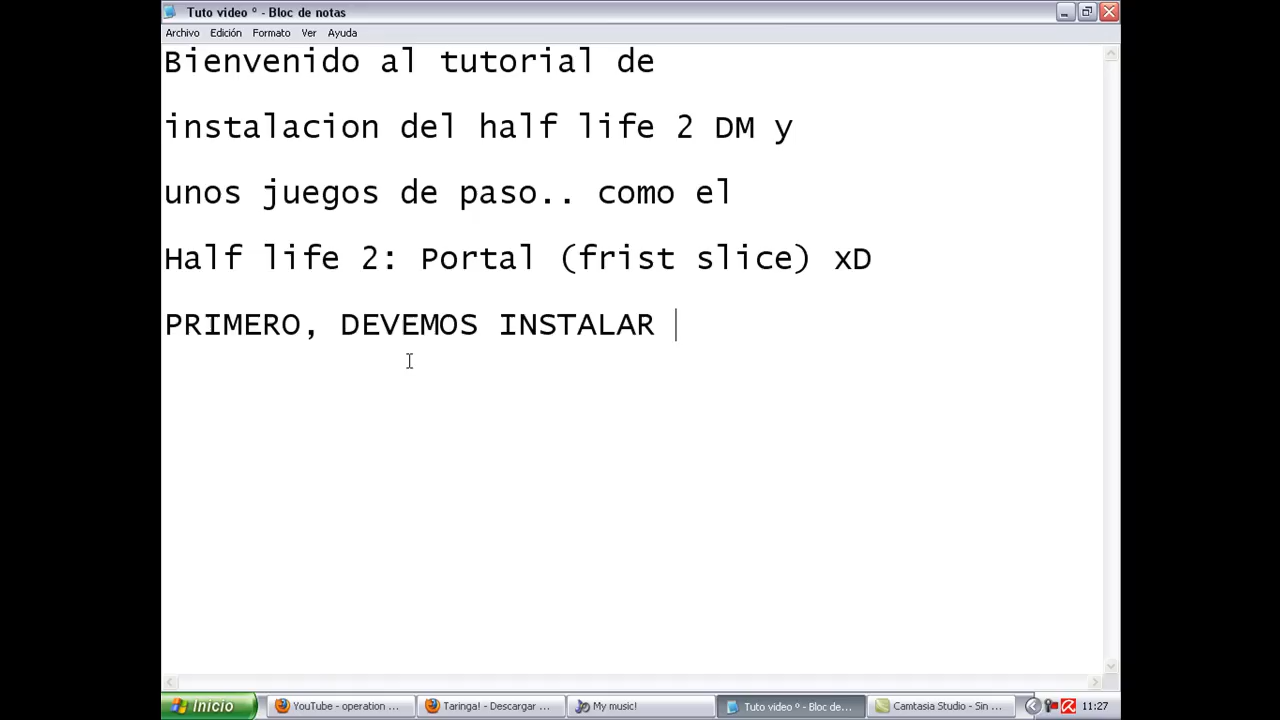 Tuto video º - Bloc de notas
Archivo Edición Formato Ver Ayuda
Bienvenido al tutorial de
instalacion del half life 2 DM y
unos juegos de paso.. como el
Half life 2: Portal (frist slice) xD
PRIMERO, DEVEMOS INSTALAR
Inicio YouTube - operation ... Taringa! - Descargar ... My music! Tuto video º - Bloc de... Camtasia Studio - Sin ... 11:27